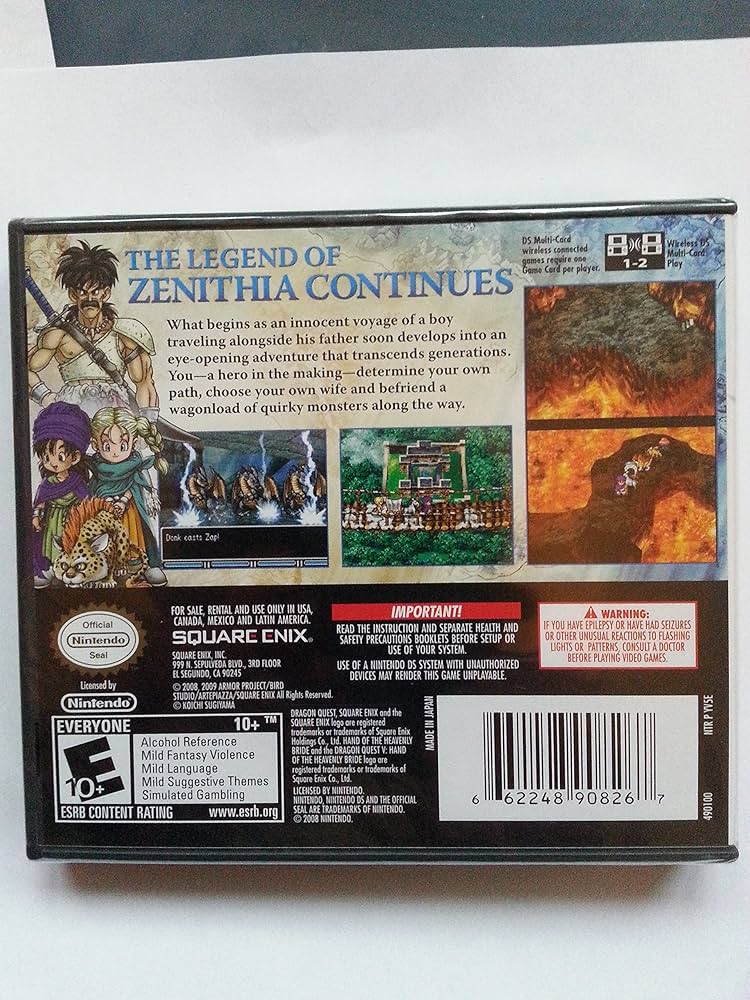 THE LEGEND OF
ZENITHIA CONTINUES
DS Multi-Card
wireless connected
games require one
Game Card per player.
1-2
Wireless DS
Multi-Card
Play
What begins as an innocent voyage of a boy
traveling alongside his father soon develops into an
eye-opening adventure that transcends generations.
You—a hero in the making—determine your own
path, choose your own wife and befriend a
wagonload of quirky monsters along the way.
Donk casts Zap!
Official
Nintendo
Seal
Licensed by
Nintendo
FOR SALE, RENTAL AND USE ONLY IN USA,
CANADA, MEXICO AND LATIN AMERICA.
SQUARE ENIX®
SQUARE ENIX, INC.
999 N. SEPULVEDA BLVD., 3RD FLOOR
EL SEGUNDO, CA 90245
© 2008, 2009 ARMOR PROJECT/BIRD
STUDIO/ARTEPIAZZA/SQUARE ENIX All Rights Reserved.
© KOICHI SUGIYAMA
IMPORTANT!
READ THE INSTRUCTION AND SEPARATE HEALTH AND
SAFETY PRECAUTIONS BOOKLETS BEFORE SETUP OR
USE OF YOUR SYSTEM.
USE OF A NINTENDO DS SYSTEM WITH UNAUTHORIZED
DEVICES MAY RENDER THIS GAME UNPLAYABLE.
WARNING:
IF YOU HAVE EPILEPSY OR HAVE HAD SEIZURES
OR OTHER UNUSUAL REACTIONS TO FLASHING
LIGHTS OR PATTERNS, CONSULT A DOCTOR
BEFORE PLAYING VIDEO GAMES.
EVERYONE 10+™
E
10+
Alcohol Reference
Mild Fantasy Violence
Mild Language
Mild Suggestive Themes
Simulated Gambling
ESRB CONTENT RATING www.esrb.org
DRAGON QUEST, SQUARE ENIX and the
SQUARE ENIX logo are registered
trademarks or trademarks of Square Enix
Holdings Co., Ltd. HAND OF THE HEAVENLY
BRIDE and the DRAGON QUEST V: HAND
OF THE HEAVENLY BRIDE logo are
registered trademarks or trademarks of
Square Enix Co., Ltd.
LICENSED BY NINTENDO.
NINTENDO, NINTENDO DS AND THE OFFICIAL
SEAL ARE TRADEMARKS OF NINTENDO.
© 2008 NINTENDO.
MADE IN JAPAN
6 62248 90826 7
NTR P YV5E
490100